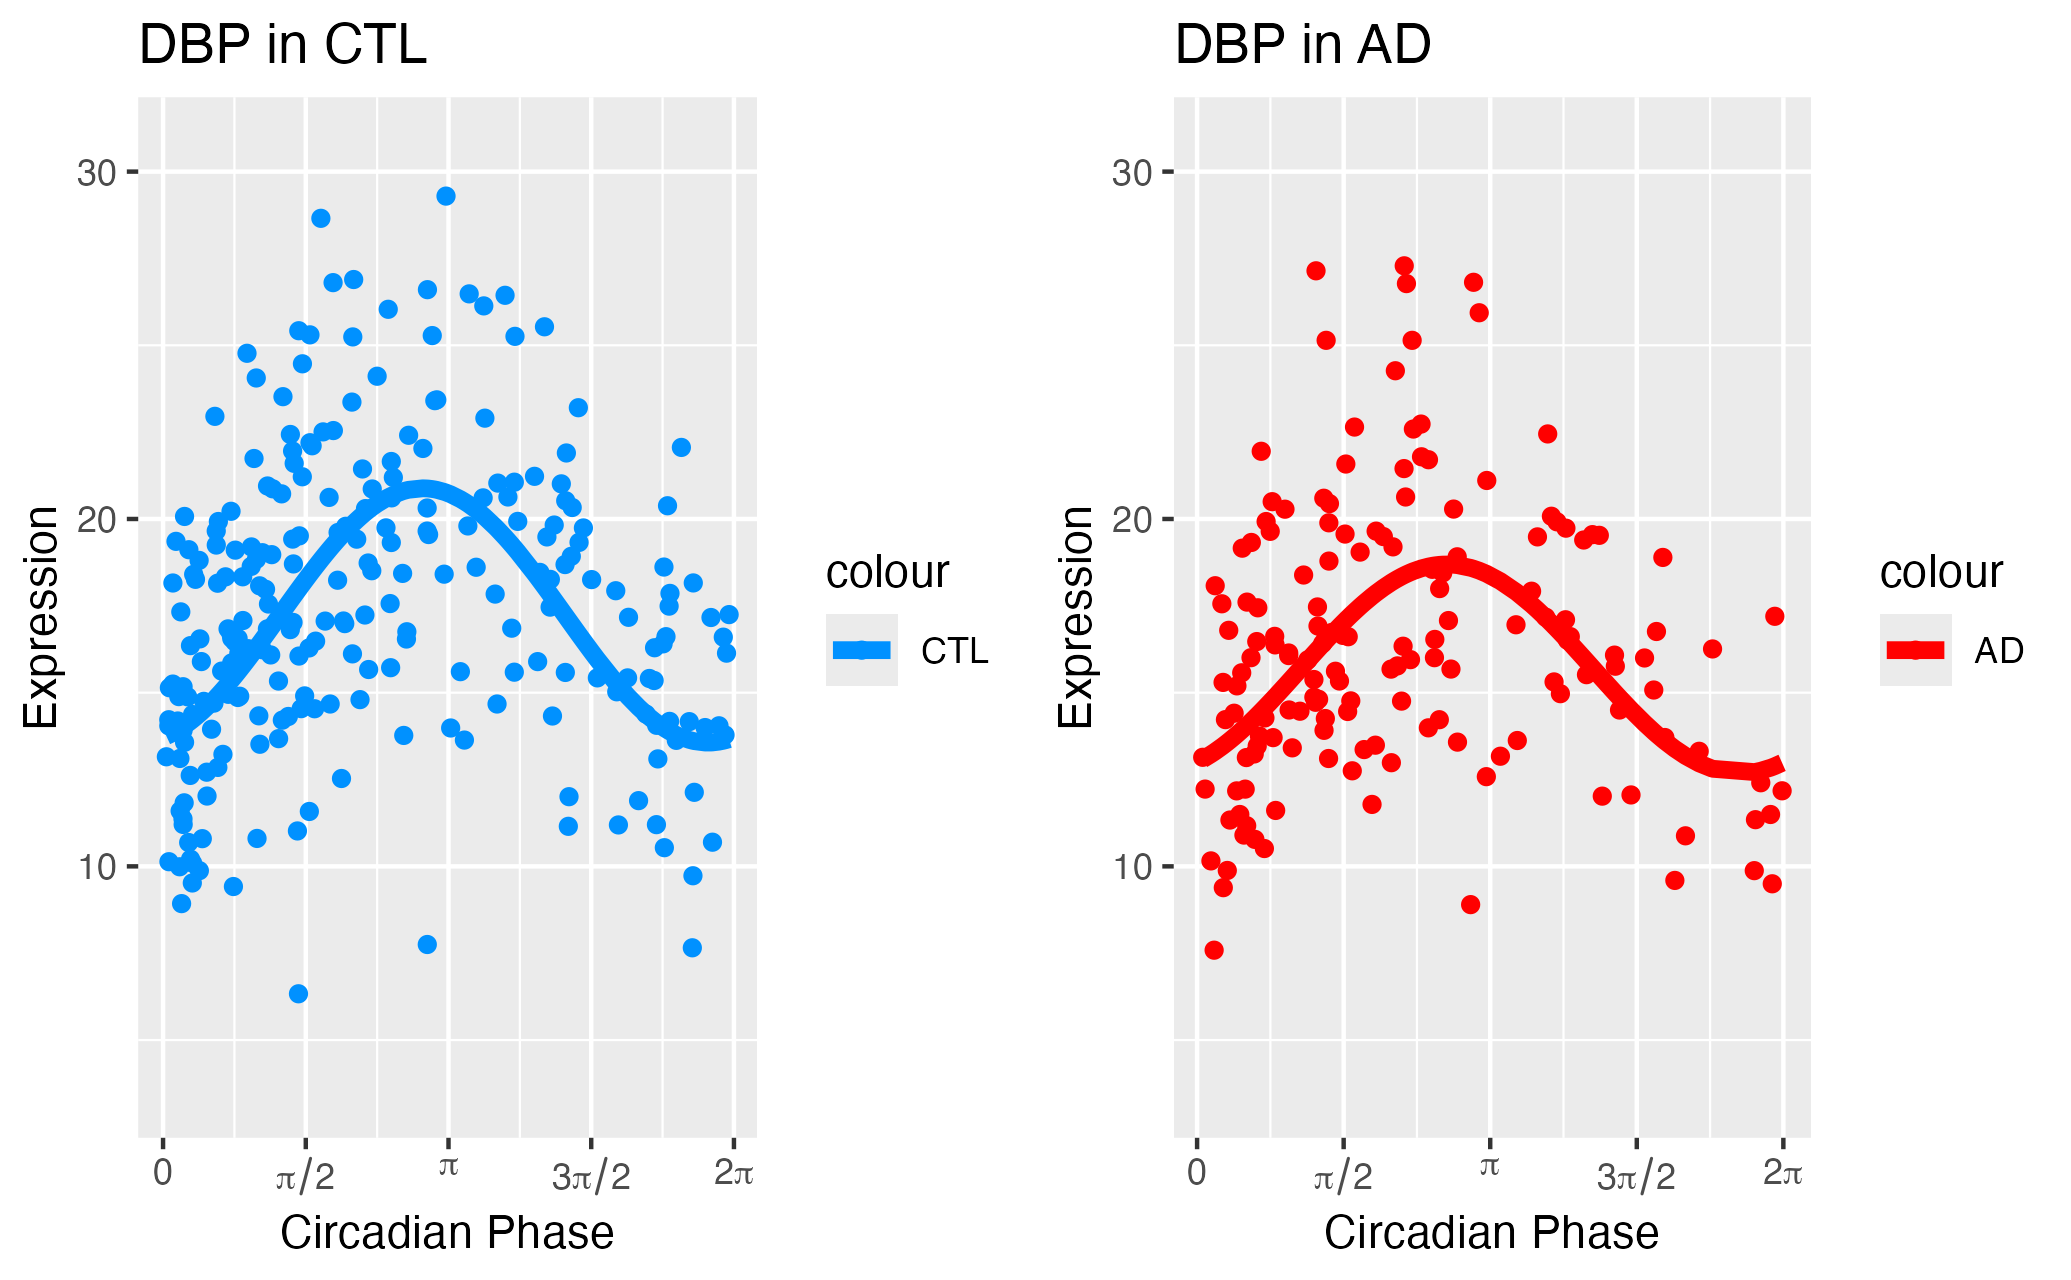 DBP in CTL
30
20
10
Expression
0
π/2
π
3π/2
2π
Circadian Phase
colour
CTL
DBP in AD
30
20
10
Expression
0
π/2
π
3π/2
2π
Circadian Phase
colour
AD